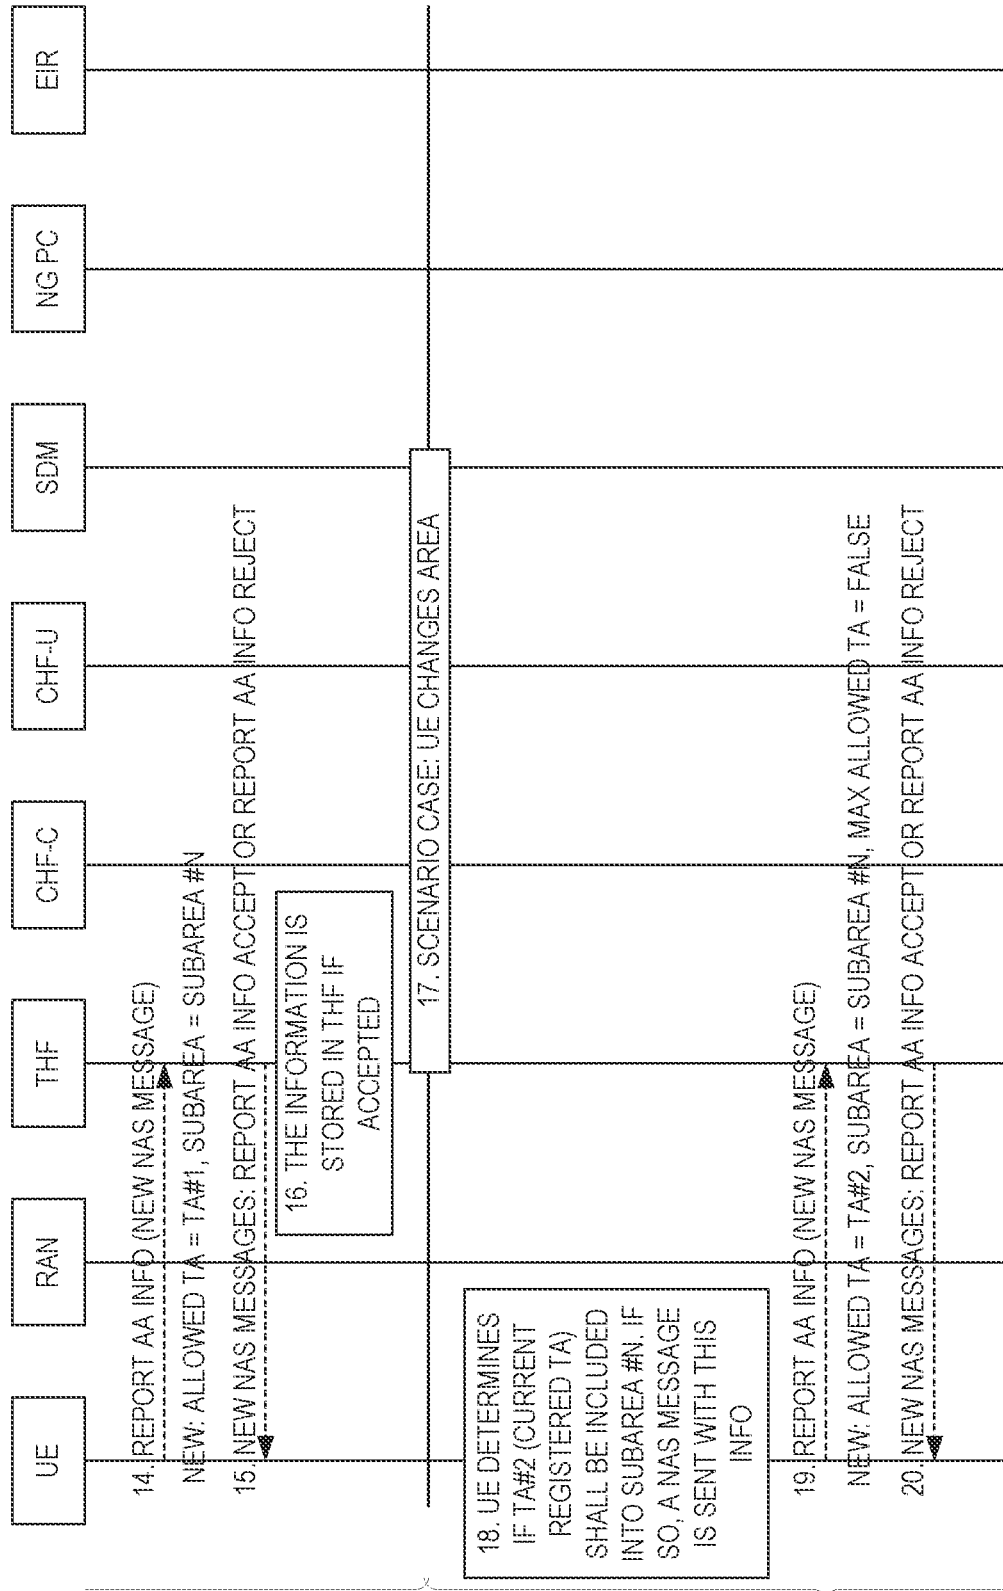 UE
RAN
THF
CHF-C
CHF-U
SDM
NG PC
EIR
14. REPORT AA INFO (NEW NAS MESSAGE)
NEW: ALLOWED TA = TA#1, SUBAREA = SUBAREA #N
15. NEW NAS MESSAGES: REPORT AA INFO ACCEPT OR REPORT AA INFO REJECT
16. THE INFORMATION IS
STORED IN THF IF
ACCEPTED
17. SCENARIO CASE: UE CHANGES AREA
18. UE DETERMINES
IF TA#2 (CURRENT
REGISTERED TA)
SHALL BE INCLUDED
INTO SUBAREA #N. IF
SO, A NAS MESSAGE
IS SENT WITH THIS
INFO
19. REPORT AA INFO (NEW NAS MESSAGE)
NEW: ALLOWED TA = TA#2, SUBAREA = SUBAREA #N, MAX ALLOWED TA = FALSE
20. NEW NAS MESSAGES: REPORT AA INFO ACCEPT OR REPORT AA INFO REJECT